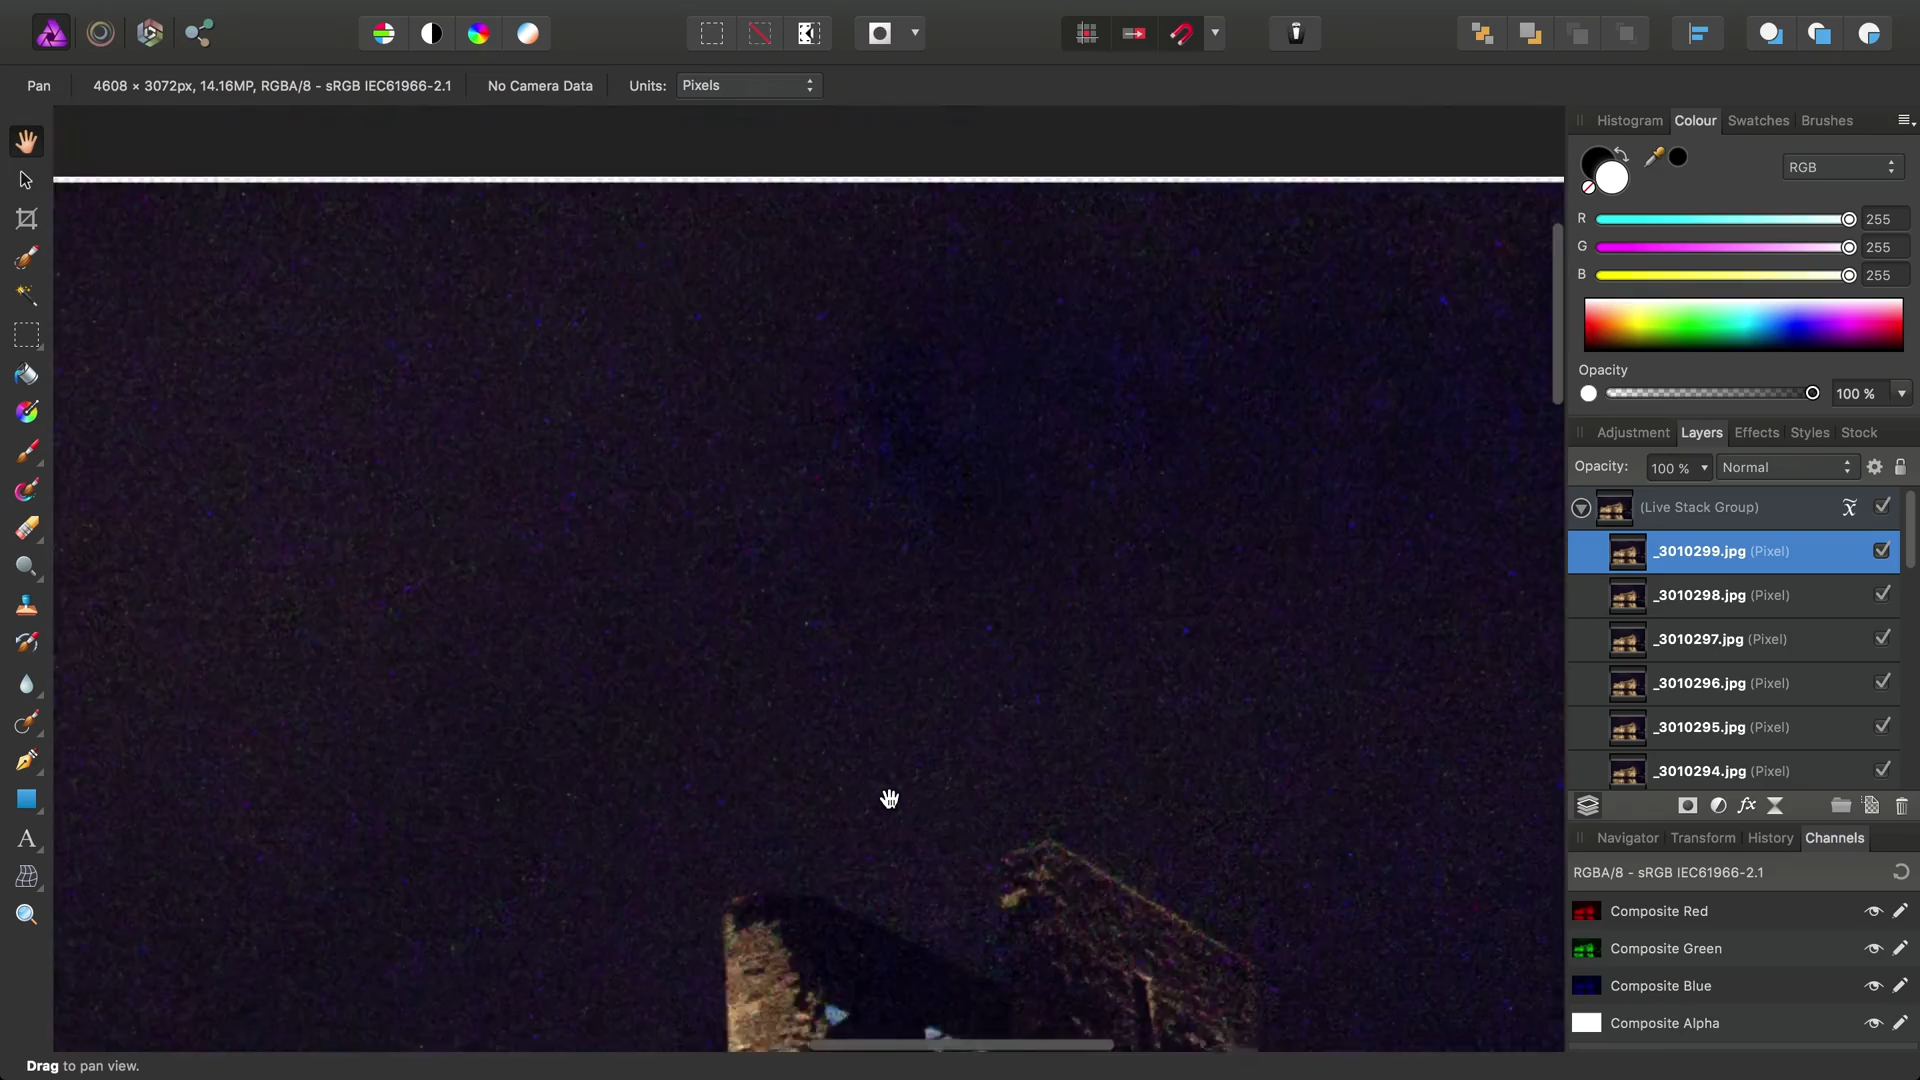 Pan
4608 × 3072px, 14.16MP, RGBA/8 - sRGB IEC61966-2.1
No Camera Data
Units:
Pixels
Histogram
Colour
Swatches
Brushes
RGB
R
255
G
255
B
255
Opacity
100 %
Adjustment
Layers
Effects
Styles
Stock
Opacity:
100 %
Normal
(Live Stack Group)
_3010299.jpg (Pixel)
_3010298.jpg (Pixel)
_3010297.jpg (Pixel)
_3010296.jpg (Pixel)
_3010295.jpg (Pixel)
_3010294.jpg (Pixel)
fx
Navigator
Transform
History
Channels
RGBA/8 - sRGB IEC61966-2.1
Composite Red
Composite Green
Composite Blue
Composite Alpha
Drag to pan view.